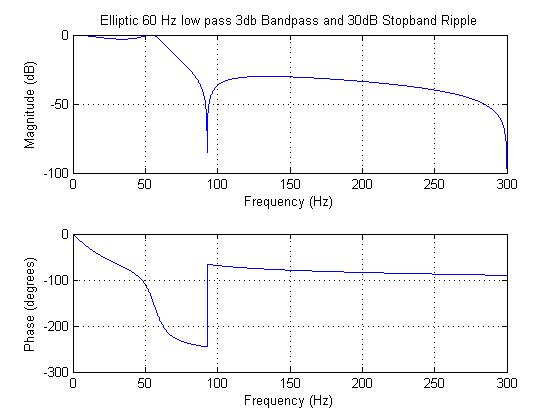 Elliptic 60 Hz low pass 3db Bandpass and 30dB Stopband Ripple
0
-50
-100
Magnitude (dB)
0 50 100 150 200 250 300
Frequency (Hz)
0
-100
-200
-300
Phase (degrees)
0 50 100 150 200 250 300
Frequency (Hz)